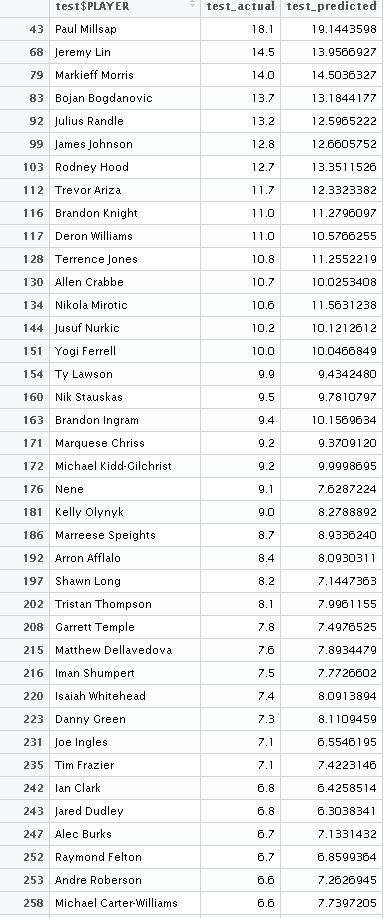 test$PLAYER test_actual test_predicted
43 Paul Millsap 18.1 19.1443598
68 Jeremy Lin 14.5 13.9566927
79 Markieff Morris 14.0 14.5036327
83 Bojan Bogdanovic 13.7 13.1844177
92 Julius Randle 13.2 12.5965222
99 James Johnson 12.8 12.6605752
103 Rodney Hood 12.7 13.3511526
112 Trevor Ariza 11.7 12.3323382
116 Brandon Knight 11.0 11.2796097
117 Deron Williams 11.0 10.5766255
128 Terrence Jones 10.8 11.2552219
130 Allen Crabbe 10.7 10.0253408
134 Nikola Mirotic 10.6 11.5631238
144 Jusuf Nurkic 10.2 10.1212612
151 Yogi Ferrell 10.0 10.0466849
154 Ty Lawson 9.9 9.4342480
160 Nik Stauskas 9.5 9.7810797
163 Brandon Ingram 9.4 10.1569634
171 Marquese Chriss 9.2 9.3709120
172 Michael Kidd-Gilchrist 9.2 9.9998695
176 Nene 9.1 7.6287224
181 Kelly Olynyk 9.0 8.2788892
186 Marreese Speights 8.7 8.9336240
192 Arron Afflalo 8.4 8.0930311
197 Shawn Long 8.2 7.1447363
202 Tristan Thompson 8.1 7.9961155
208 Garrett Temple 7.8 7.4976525
215 Matthew Dellavedova 7.6 7.8934479
216 Iman Shumpert 7.5 7.7726602
220 Isaiah Whitehead 7.4 8.0913894
223 Danny Green 7.3 8.1109459
231 Joe Ingles 7.1 6.5546195
235 Tim Frazier 7.1 7.4223146
242 Ian Clark 6.8 6.4258514
243 Jared Dudley 6.8 6.3038341
247 Alec Burks 6.7 7.1331432
252 Raymond Felton 6.7 6.8599364
253 Andre Roberson 6.6 7.2626945
258 Michael Carter-Williams 6.6 7.7397205